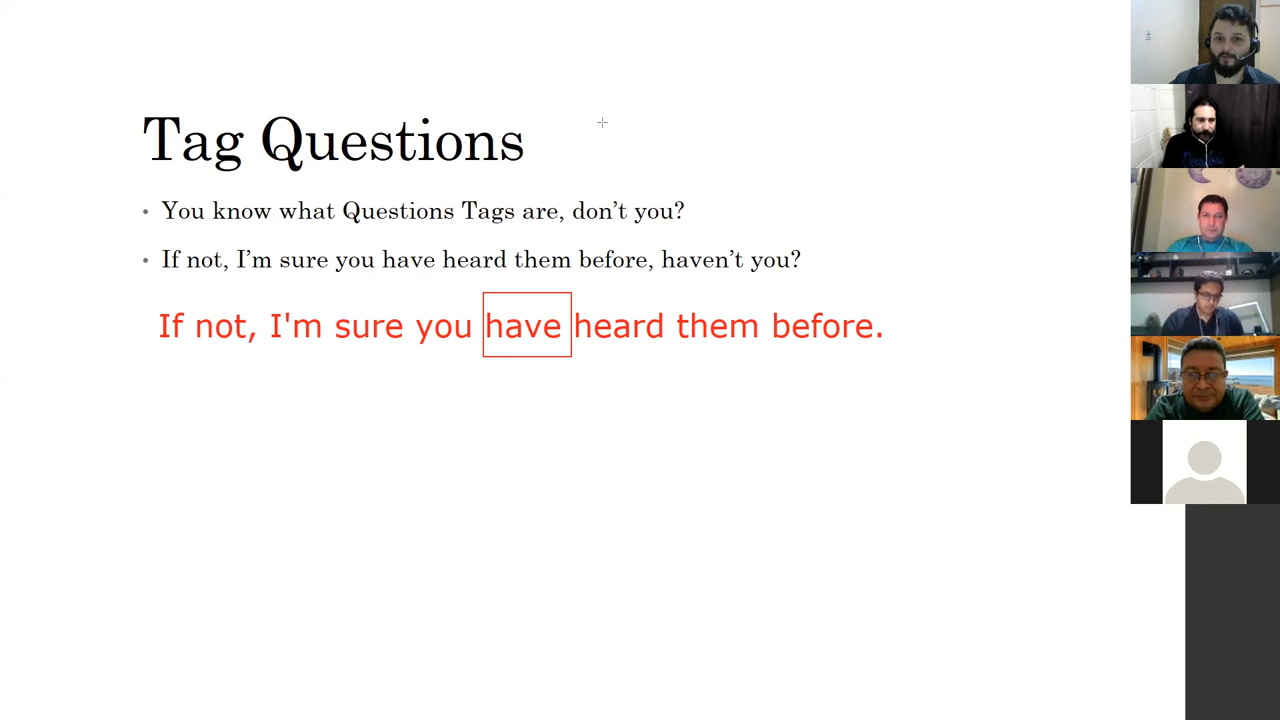 Tag Questions
• You know what Questions Tags are, don’t you?
• If not, I’m sure you have heard them before, haven’t you?
If not, I'm sure you have heard them before.